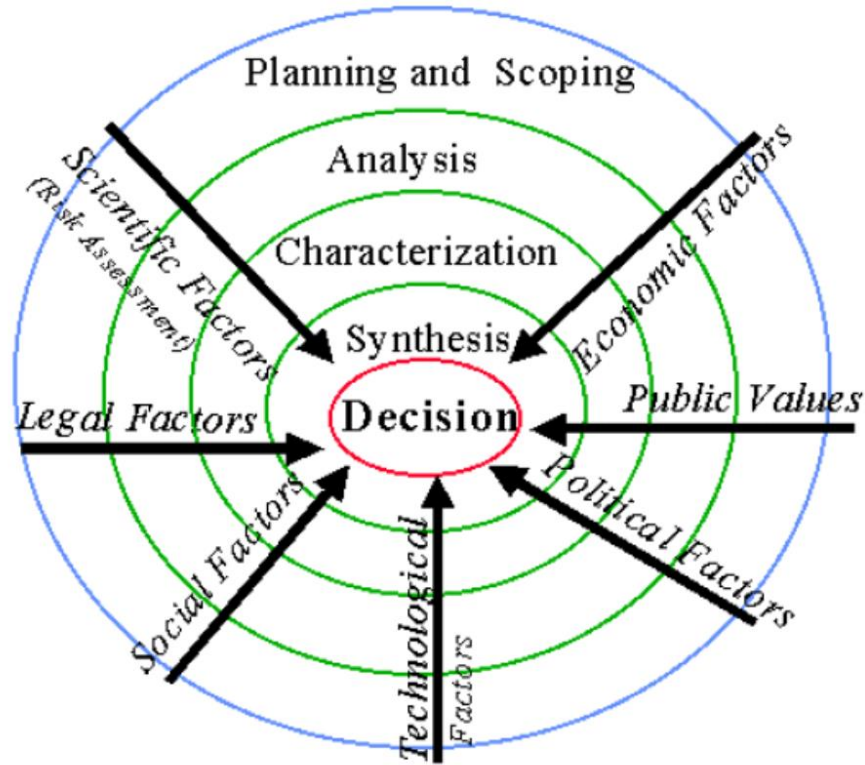 Planning and Scoping
Analysis
Characterization
Synthesis
Decision
Scientific Factors
(Risk Assessment)
Economic Factors
Legal Factors
Public Values
Social Factors
Technological
Factors
Political Factors